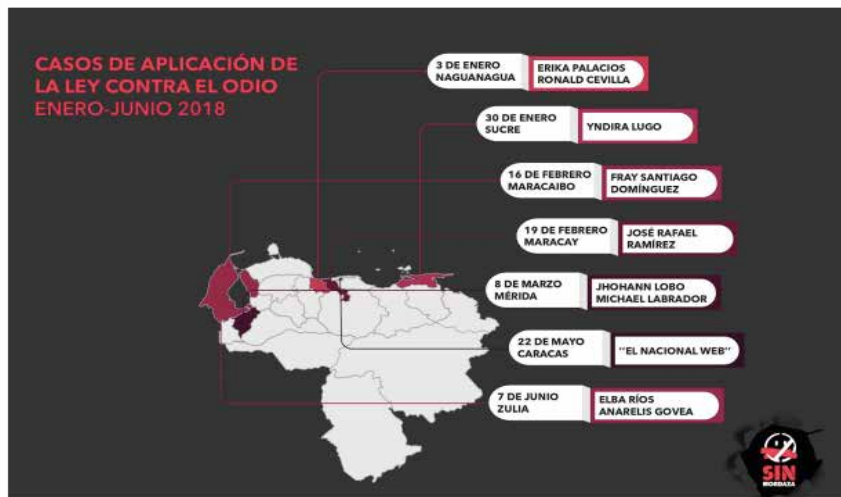 CASOS DE APLICACIÓN DE
LA LEY CONTRA EL ODIO
ENERO-JUNIO 2018
3 DE ENERO
NAGUANAGUA
ERIKA PALACIOS
RONALD CEVILLA
30 DE ENERO
SUCRE
YNDIRA LUGO
16 DE FEBRERO
MARACAIBO
FRAY SANTIAGO
DOMÍNGUEZ
19 DE FEBRERO
MARACAY
JOSÉ RAFAEL
RAMÍREZ
8 DE MARZO
MÉRIDA
JHOHANN LOBO
MICHAEL LABRADOR
22 DE MAYO
CARACAS
"EL NACIONAL WEB"
7 DE JUNIO
ZULIA
ELBA RÍOS
ANARELIS GOVEA
SIN
MORDAZA